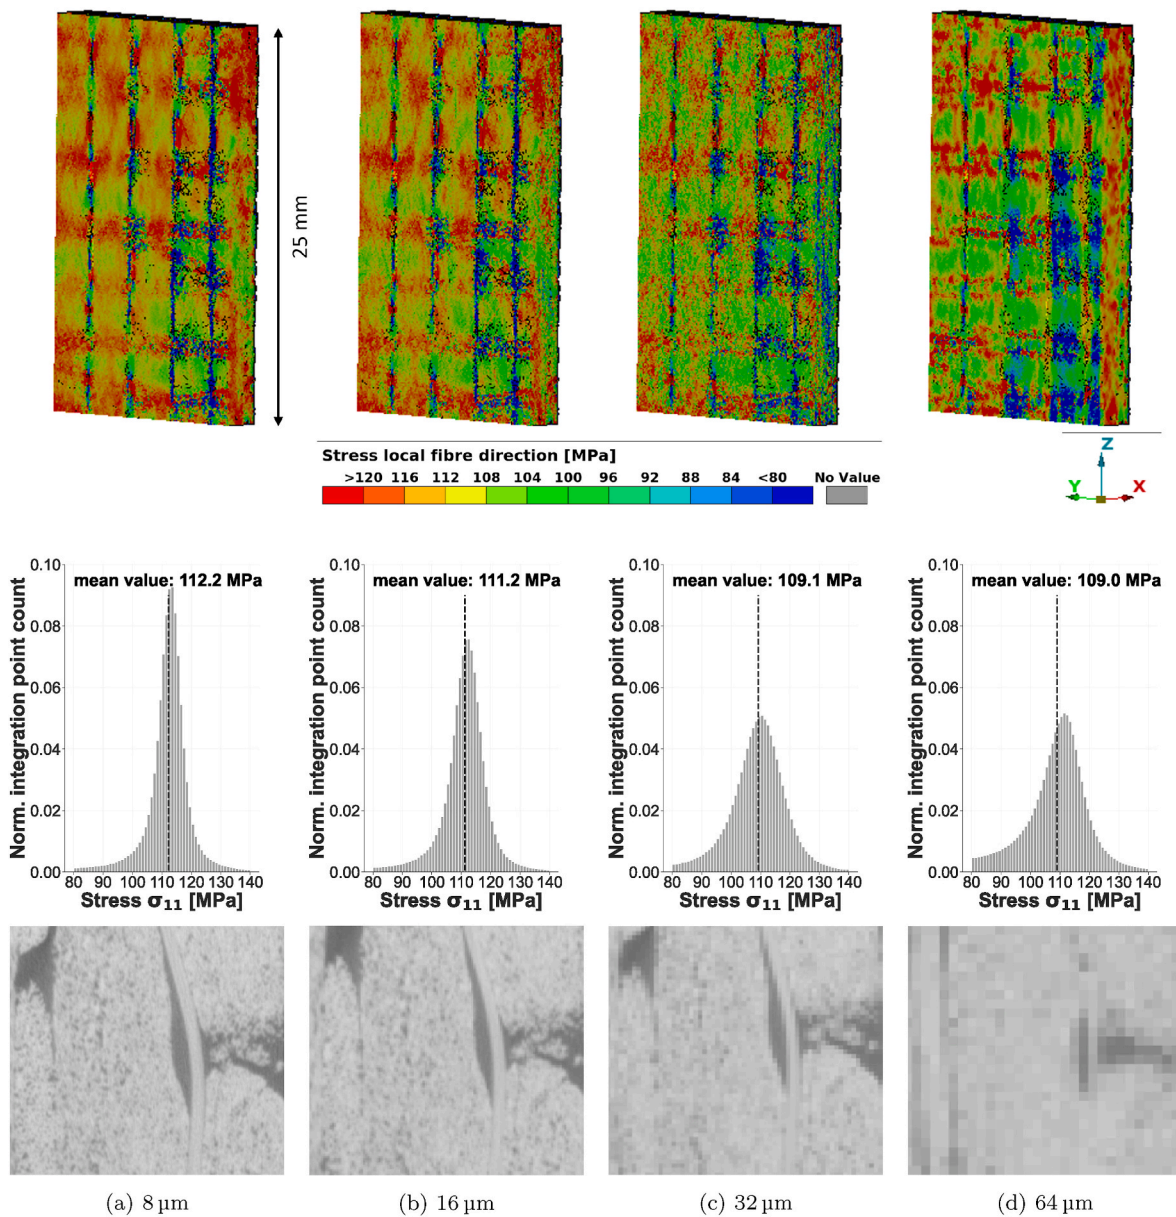 25 mm
Stress local fibre direction [MPa]
>120 116 112 108 104 100 96 92 88 84 <80 No Value
Z
Y X
mean value: 112.2 MPa
Norm. integration point count
0.10
0.08
0.06
0.04
0.02
0.00
80 90 100 110 120 130 140
Stress σ11 [MPa]
mean value: 111.2 MPa
Norm. integration point count
0.10
0.08
0.06
0.04
0.02
0.00
80 90 100 110 120 130 140
Stress σ11 [MPa]
mean value: 109.1 MPa
Norm. integration point count
0.10
0.08
0.06
0.04
0.02
0.00
80 90 100 110 120 130 140
Stress σ11 [MPa]
mean value: 109.0 MPa
Norm. integration point count
0.10
0.08
0.06
0.04
0.02
0.00
80 90 100 110 120 130 140
Stress σ11 [MPa]
(a) 8 µm
(b) 16 µm
(c) 32 µm
(d) 64 µm